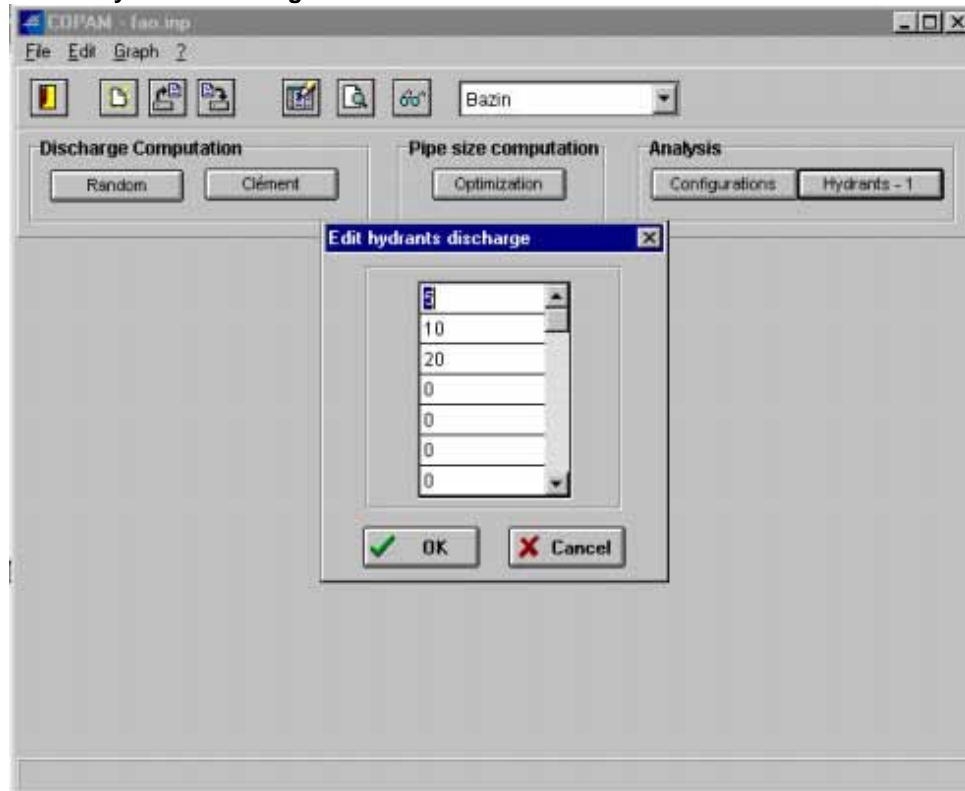 COPAM - fao.inp
File Edit Graph ?
Bazin
Discharge Computation Pipe size computation Analysis
Random Clément Optimization Configurations Hydrants - 1
Edit hydrants discharge
5
10
20
0
0
0
0
OK Cancel